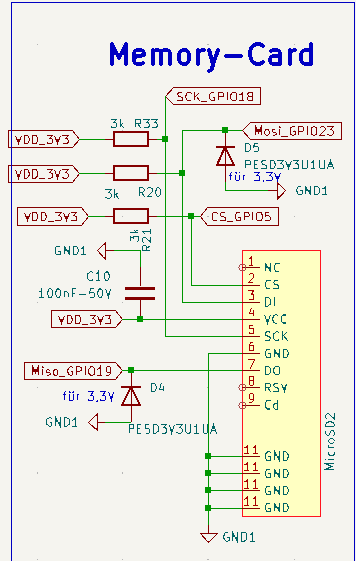 Memory-Card
SCK_GPIO18
3k R33
VDD_3V3
Mosi_GPIO23
D5
PESD3V3U1UA
für 3,3V
VDD_3V3
GND1
3k R20
VDD_3V3
CS_GPIO5
3k
R21
GND1
C10
100nF-50V
VDD_3V3
1 NC
2 CS
3 DI
4 VCC
5 SCK
6 GND
7 DO
8 RSV
9 Cd
Miso_GPIO19
D4
für 3,3V
GND1
PESD3V3U1UA
MicroSD2
11 GND
11 GND
11 GND
11 GND
GND1